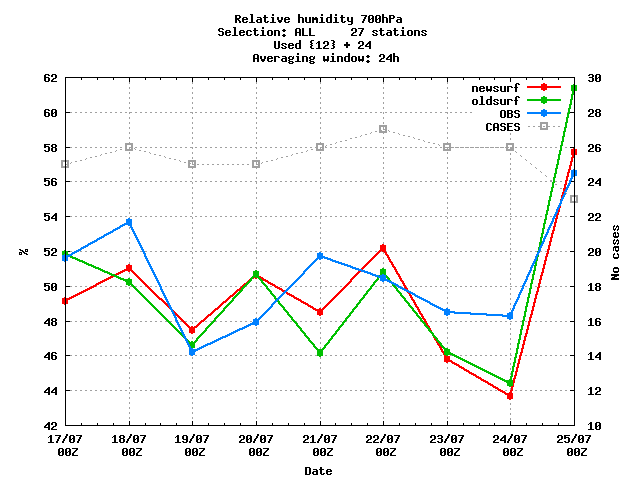 Relative humidity 700hPa
Selection: ALL 27 stations
Used {12} + 24
Averaging window: 24h
62 30
newsurf
60 oldsurf 28
OBS
58 CASES 26
56 24
54 22
52 20
% No cases
50 18
48 16
46 14
44 12
42 10
17/07 18/07 19/07 20/07 21/07 22/07 23/07 24/07 25/07
00Z 00Z 00Z 00Z 00Z 00Z 00Z 00Z 00Z
Date